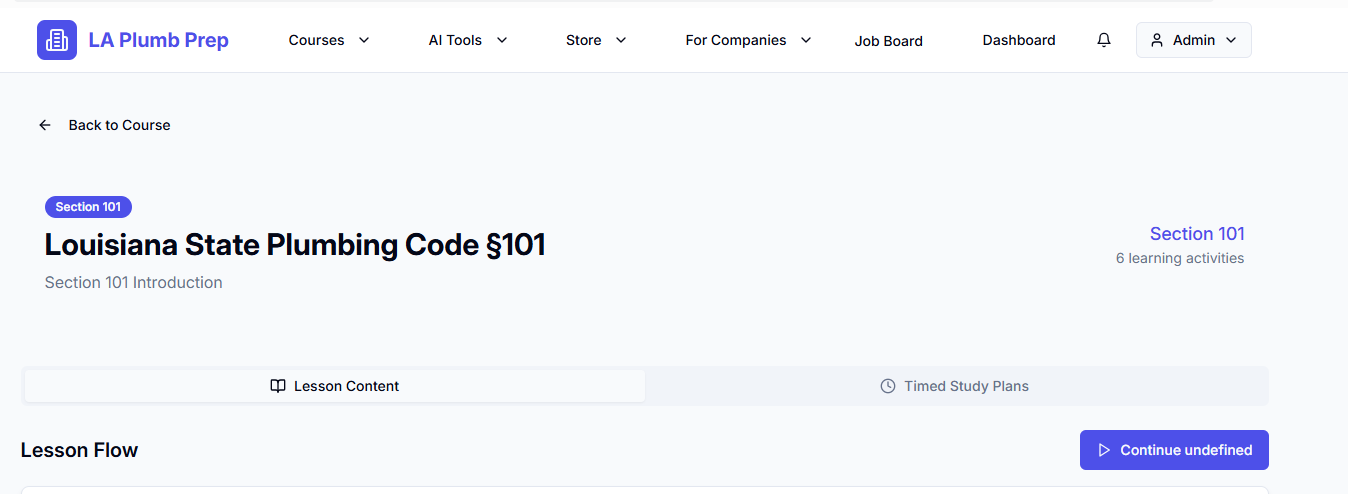 LA Plumb Prep
Courses
AI Tools
Store
For Companies
Job Board
Dashboard
Admin
Back to Course
Section 101
Louisiana State Plumbing Code §101
Section 101 Introduction
Section 101
6 learning activities
Lesson Content
Timed Study Plans
Lesson Flow
Continue undefined